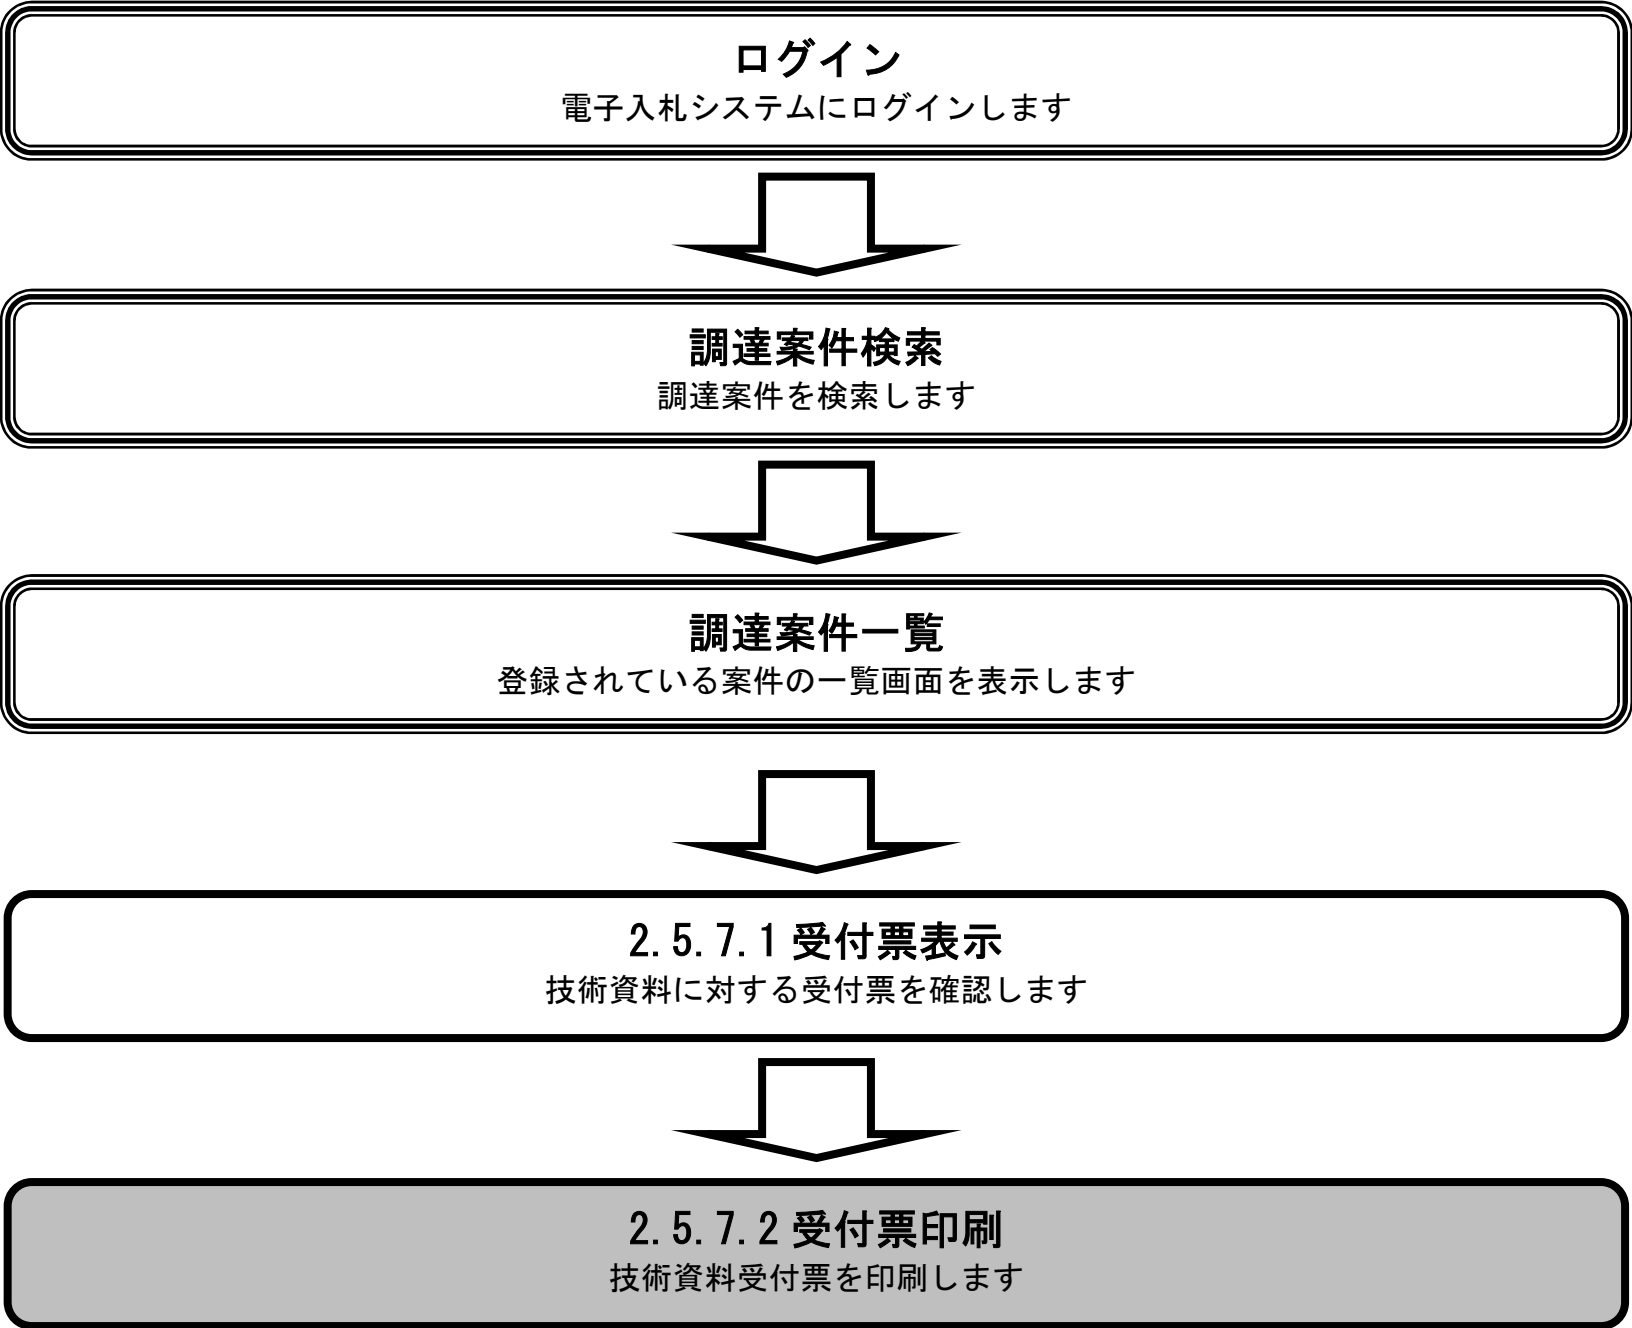 ログイン
電子入札システムにログインします
調達案件検索
調達案件を検索します
調達案件一覧
登録されている案件の一覧画面を表示します
2.5.7.1 受付票表示
技術資料に対する受付票を確認します
2.5.7.2 受付票印刷
技術資料受付票を印刷します